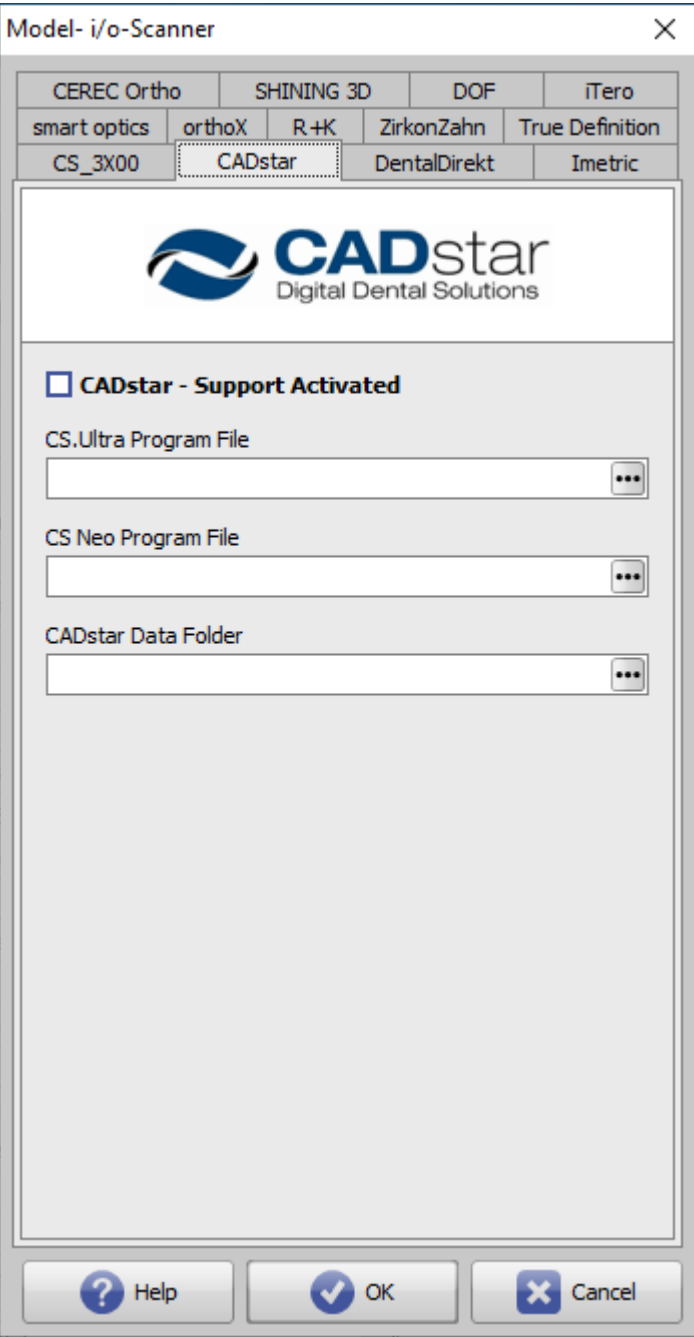 Model- i/o-Scanner
CEREC Ortho SHINING 3D DOF iTero
smart optics orthoX R+K ZirkonZahn True Definition
CS_3X00 CADstar DentalDirekt Imetric
CADstar
Digital Dental Solutions
CADstar - Support Activated
CS.Ultra Program File
CS Neo Program File
CADstar Data Folder
Help OK Cancel